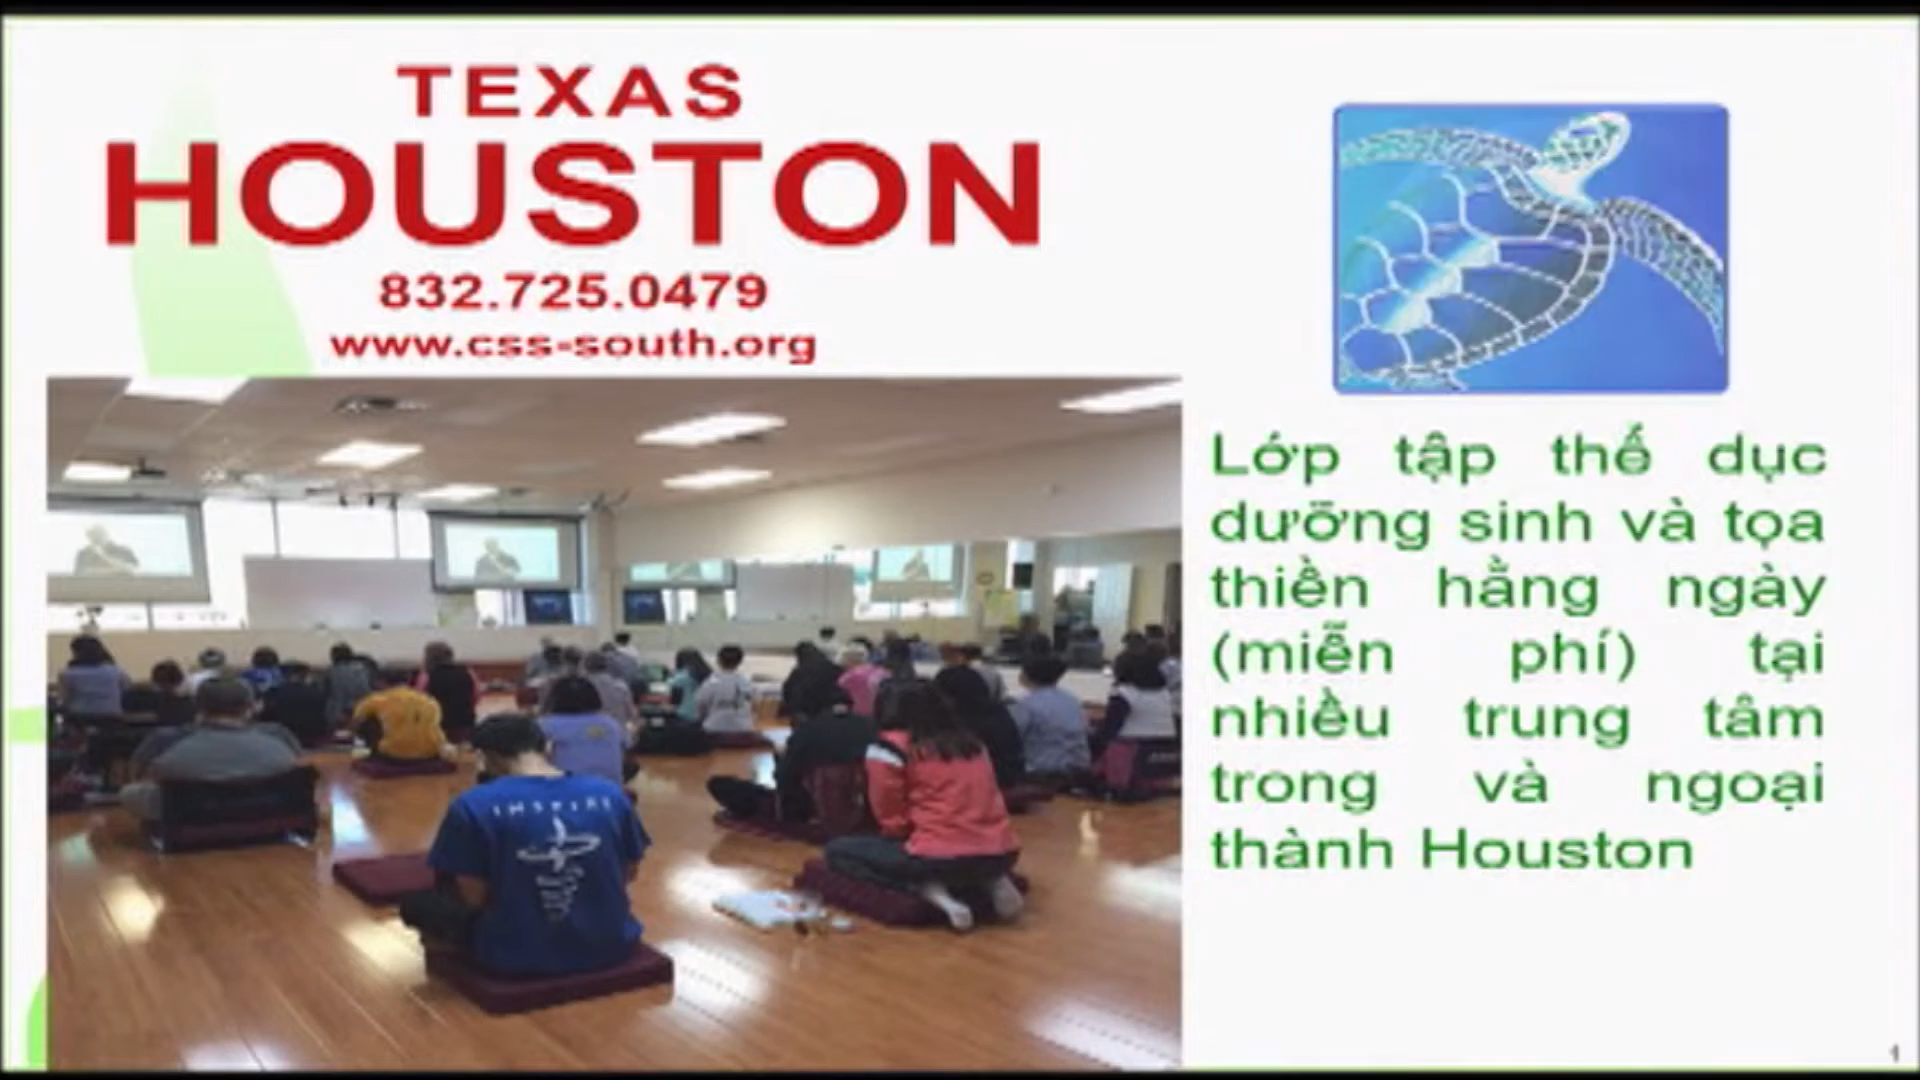 TEXAS
HOUSTON
832.725.0479
www.css-south.org
Lớp tập thế dục
dưỡng sinh và tọa
thiền hằng ngày
(miễn phí) tại
nhiều trung tâm
trong và ngoại
thành Houston
INSPIRE
1